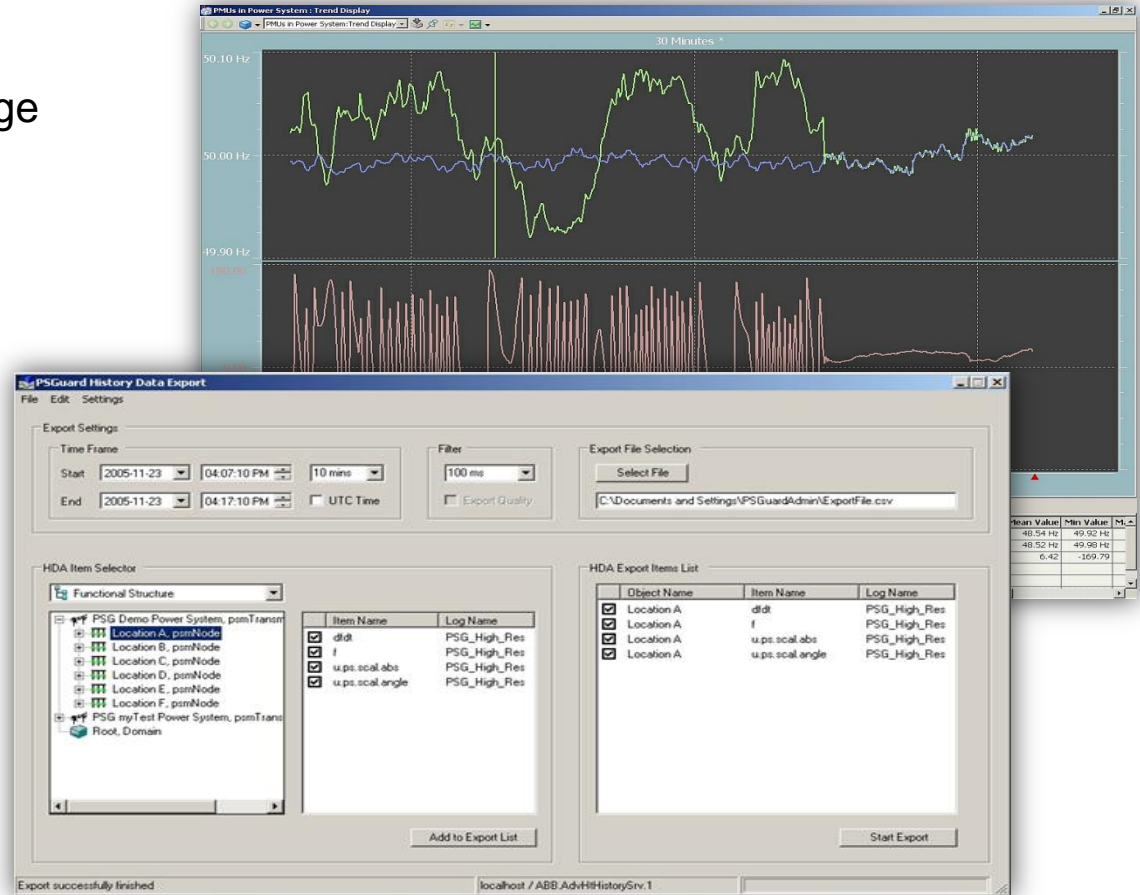 ge
PMUs in Power System : Trend Display
PMUs in Power System:Trend Display
30 Minutes *
50.10 Hz
50.00 Hz
49.90 Hz
Mean Value Min Value M.
48.54 Hz 49.92 Hz
48.52 Hz 49.98 Hz
6.42 -169.79
PSGuard History Data Export
File Edit Settings
Export Settings
Time Frame
Start 2005-11-23 04:07:10 PM 10 mins
End 2005-11-23 04:17:10 PM UTC Time
Filter
100 ms
Export Quality
Export File Selection
Select File
C:\Documents and Settings\PSGuardAdmin\ExportFile.csv
HDA Item Selector
Functional Structure
PSG Demo Power System, psmTransm
Location A, psmNode
Location B, psmNode
Location C, psmNode
Location D, psmNode
Location E, psmNode
Location F, psmNode
PSG myTest Power System, psmTrans
Root, Domain
Item Name Log Name
dfdt PSG_High_Res
f PSG_High_Res
u.ps.scal.abs PSG_High_Res
u.ps.scal.angle PSG_High_Res
Add to Export List
HDA Export Items List
Object Name Item Name Log Name
Location A dfdt PSG_High_Res
Location A f PSG_High_Res
Location A u.ps.scal.abs PSG_High_Res
Location A u.ps.scal.angle PSG_High_Res
Start Export
Export successfully finished
localhost / ABB.AdvHtHistorySrv.1